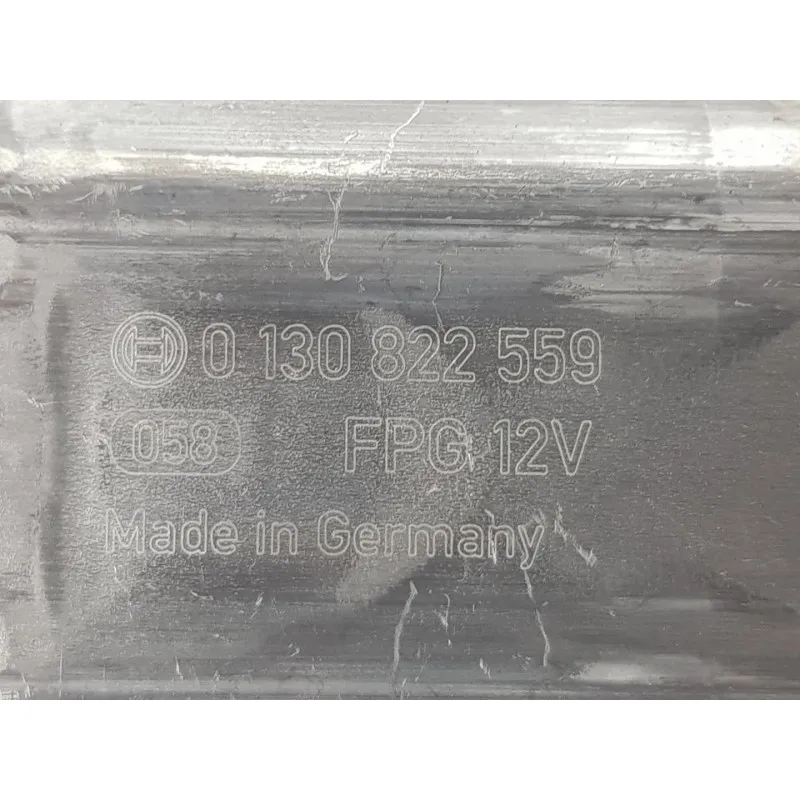 0 130 822 559
058 FPG 12V
Made in Germany